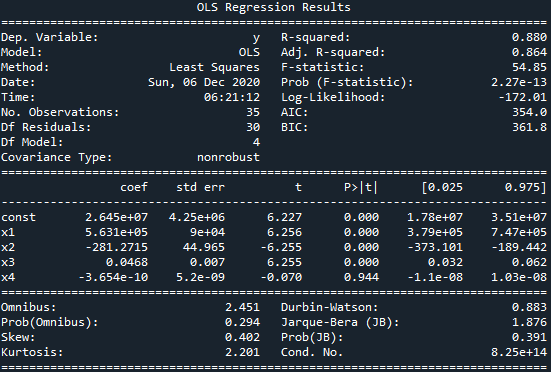 OLS Regression Results
==============================================================================
Dep. Variable: y R-squared: 0.880
Model: OLS Adj. R-squared: 0.864
Method: Least Squares F-statistic: 54.85
Date: Sun, 06 Dec 2020 Prob (F-statistic): 2.27e-13
Time: 06:21:12 Log-Likelihood: -172.01
No. Observations: 35 AIC: 354.0
Df Residuals: 30 BIC: 361.8
Df Model: 4
Covariance Type: nonrobust
==============================================================================
coef std err t P>|t| [0.025 0.975]
------------------------------------------------------------------------------
const 2.645e+07 4.25e+06 6.227 0.000 1.78e+07 3.51e+07
x1 5.631e+05 9e+04 6.256 0.000 3.79e+05 7.47e+05
x2 -281.2715 44.965 -6.255 0.000 -373.101 -189.442
x3 0.0468 0.007 6.255 0.000 0.032 0.062
x4 -3.654e-10 5.2e-09 -0.070 0.944 -1.1e-08 1.03e-08
==============================================================================
Omnibus: 2.451 Durbin-Watson: 0.883
Prob(Omnibus): 0.294 Jarque-Bera (JB): 1.876
Skew: 0.402 Prob(JB): 0.391
Kurtosis: 2.201 Cond. No. 8.25e+14
==============================================================================